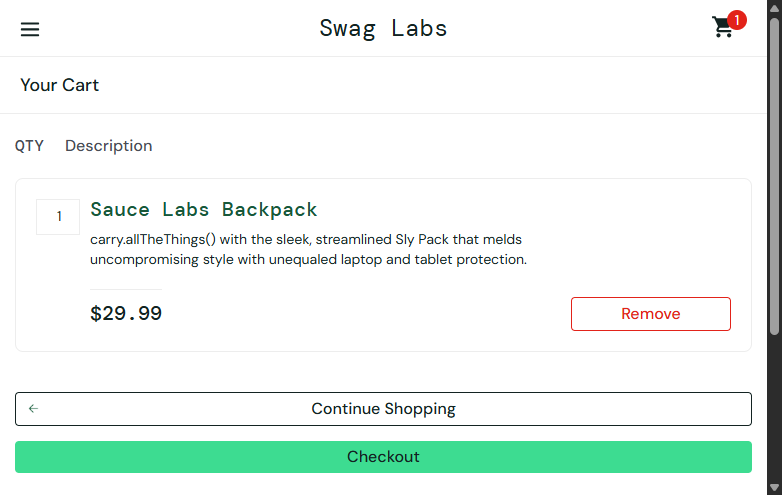 Swag Labs
1
Your Cart
QTY Description
1
Sauce Labs Backpack
carry.allTheThings() with the sleek, streamlined Sly Pack that melds
uncompromising style with unequaled laptop and tablet protection.
$29.99
Remove
Continue Shopping
Checkout